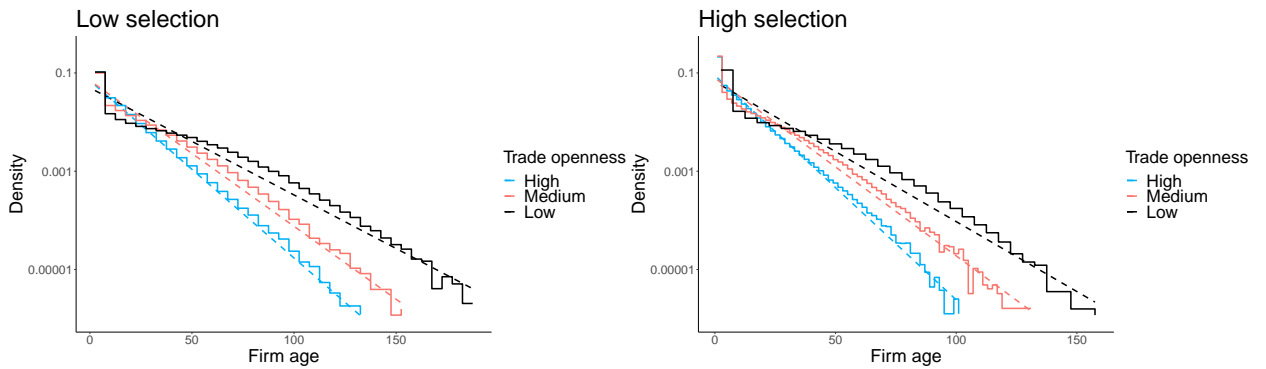 Low selection
0.1
0.001
0.00001
Density
0
50
100
150
Firm age
Trade openness
High
Medium
Low
High selection
0.1
0.001
0.00001
Density
0
50
100
150
Firm age
Trade openness
High
Medium
Low